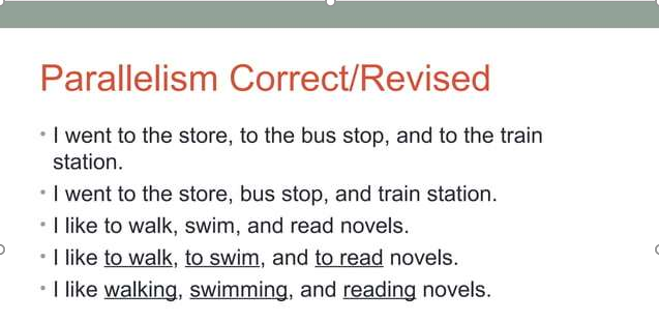 Parallelism Correct/Revised
• I went to the store, to the bus stop, and to the train
station.
• I went to the store, bus stop, and train station.
• I like to walk, swim, and read novels.
• I like to walk, to swim, and to read novels.
• I like walking, swimming, and reading novels.